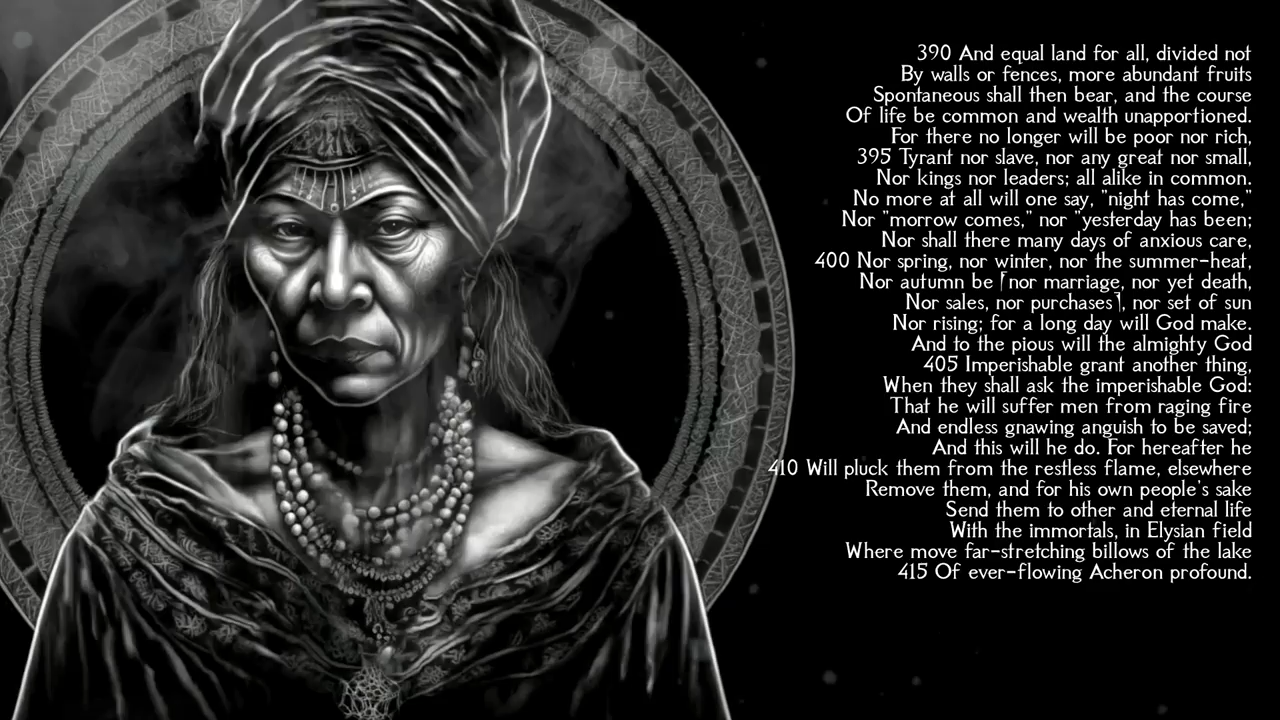 390 And equal land for all, divided not
By walls or fences, more abundant fruits
Spontaneous shall then bear, and the course
Of life be common and wealth unapportioned.
For there no longer will be poor nor rich,
395 Tyrant nor slave, nor any great nor small,
Nor kings nor leaders; all alike in common.
No more at all will one say, "night has come,"
Nor "morrow comes," nor "yesterday has been;
Nor shall there many days of anxious care,
400 Nor spring, nor winter, nor the summer-heat,
Nor autumn be [nor marriage, nor yet death,
Nor sales, nor purchases], nor set of sun
Nor rising; for a long day will God make.
And to the pious will the almighty God
405 Imperishable grant another thing,
When they shall ask the imperishable God:
That he will suffer men from raging fire
And endless gnawing anguish to be saved;
And this will he do. For hereafter he
410 Will pluck them from the restless flame, elsewhere
Remove them, and for his own people's sake
Send them to other and eternal life
With the immortals, in Elysian field
Where move far-stretching billows of the lake
415 Of ever-flowing Acheron profound.